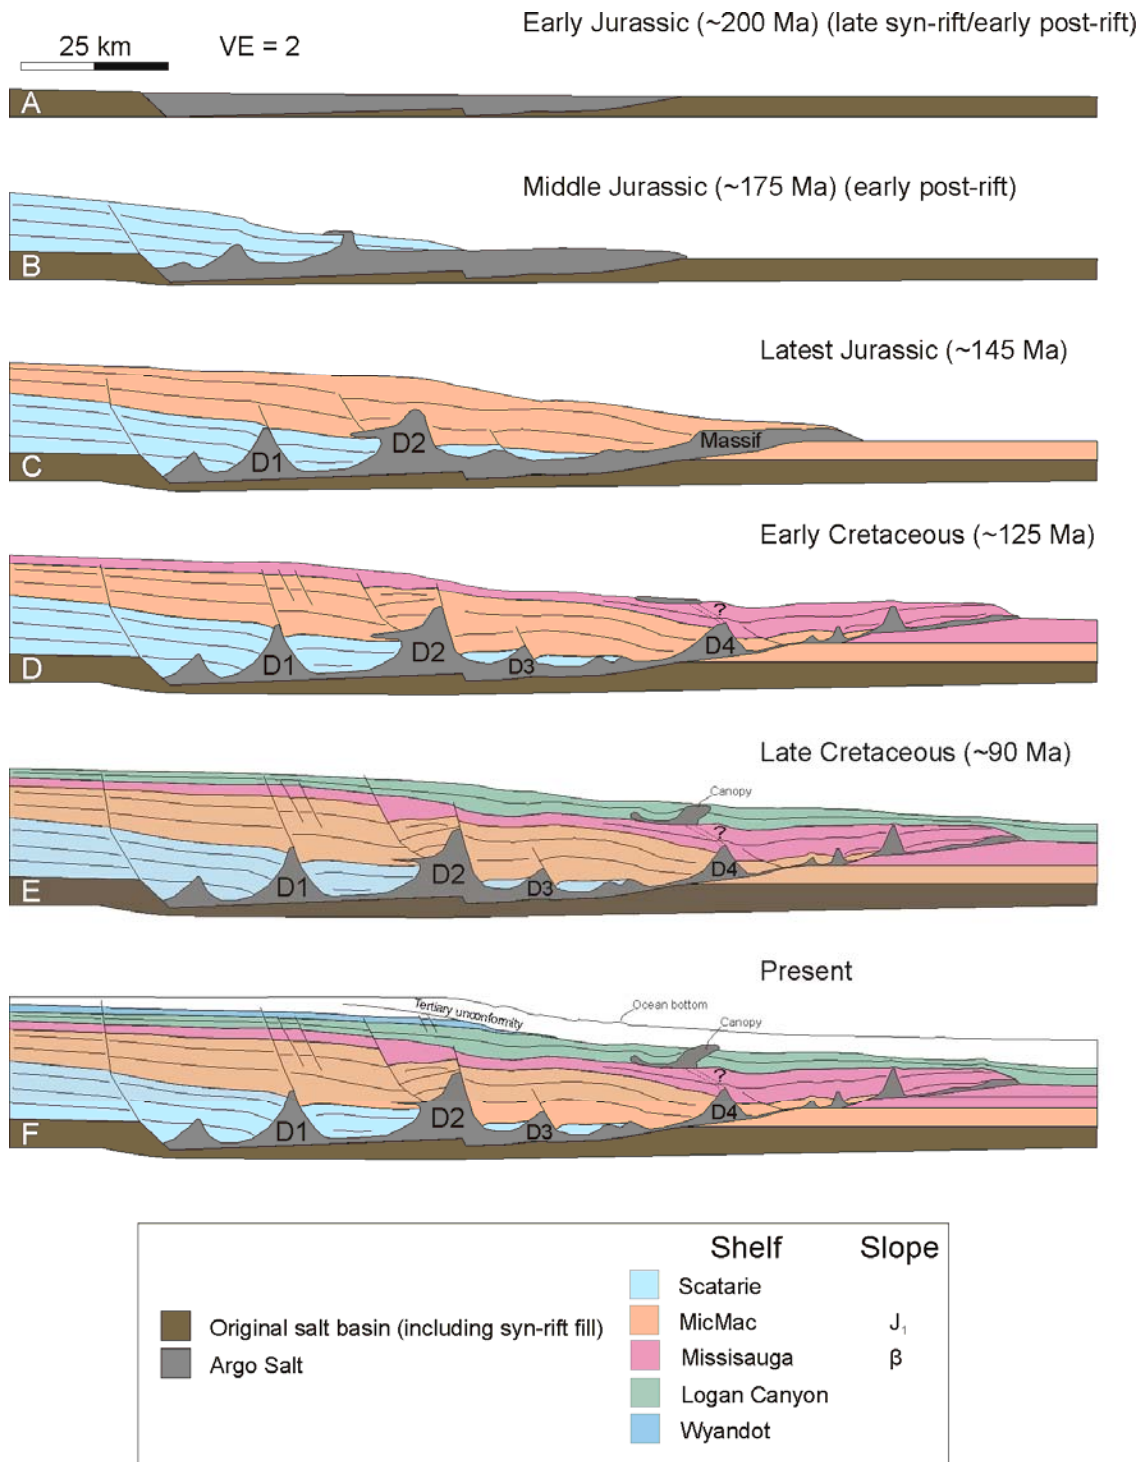 Early Jurassic (~200 Ma) (late syn-rift/early post-rift)
25 km VE = 2
A
Middle Jurassic (~175 Ma) (early post-rift)
B
Latest Jurassic (~145 Ma)
D1 D2 Massif
C
Early Cretaceous (~125 Ma)
?
D1 D2 D3 D4
D
Late Cretaceous (~90 Ma)
Canopy
?
D1 D2 D3 D4
E
Present
Tertiary unconformity
Ocean bottom
Canopy
?
D1 D2 D3 D4
F
Shelf Slope
Original salt basin (including syn-rift fill)
Argo Salt
Scatarie
MicMac J₁
Missisauga β
Logan Canyon
Wyandot